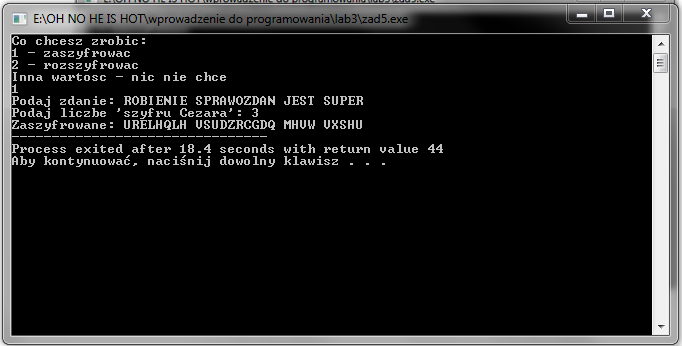 E:\OH NO HE IS HOT\wprowadzenie do programowania\lab3\zad5.exe
Co chcesz zrobic:
1 - zaszyfrowac
2 - rozszyfrowac
Inna wartosc - nic nie chce
1
Podaj zdanie: ROBIENIE SPRAWOZDAN JEST SUPER
Podaj liczbe 'szyfru Cezara': 3
Zaszyfrowane: URELHQLH VSUDZRCGDQ MHVW VXSHU
--------------------------------
Process exited after 18.4 seconds with return value 44
Aby kontynuować, naciśnij dowolny klawisz . . .